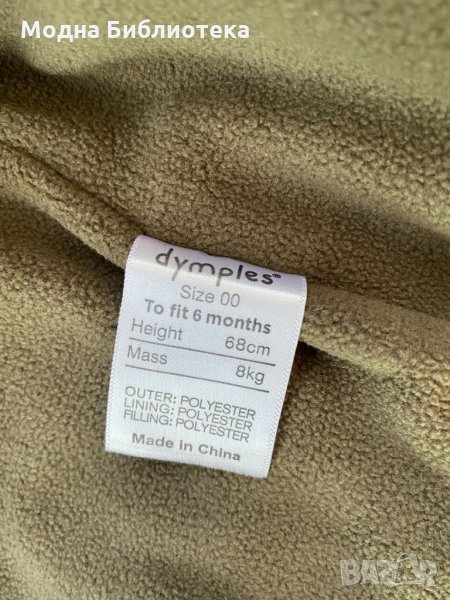 Модна Библиотека
dymples®
Size 00
To fit 6 months
Height 68cm
Mass 8kg
OUTER: POLYESTER
LINING: POLYESTER
FILLING: POLYESTER
Made in China
BAZAR